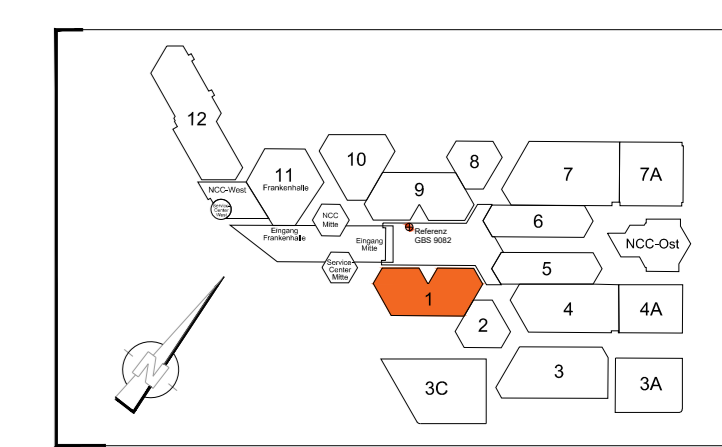 12
10
11
Frankenhalle
8
9
7
7A
NCC-West
Service-
Center
West
NCC
Mitte
6
Referenz
GBS 9082
Eingang
Frankenhalle
Eingang
Mitte
NCC-Ost
Service-
Center
Mitte
5
1
2
4
4A
3
3C
3A
N